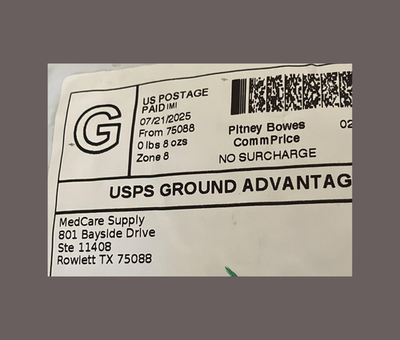 G
US POSTAGE
PAID IMI
07/21/2025
From 75088
0 lbs 8 ozs
Zone 8
Pitney Bowes
CommPrice
NO SURCHARGE
02
USPS GROUND ADVANTAG
MedCare Supply
801 Bayside Drive
Ste 11408
Rowlett TX 75088